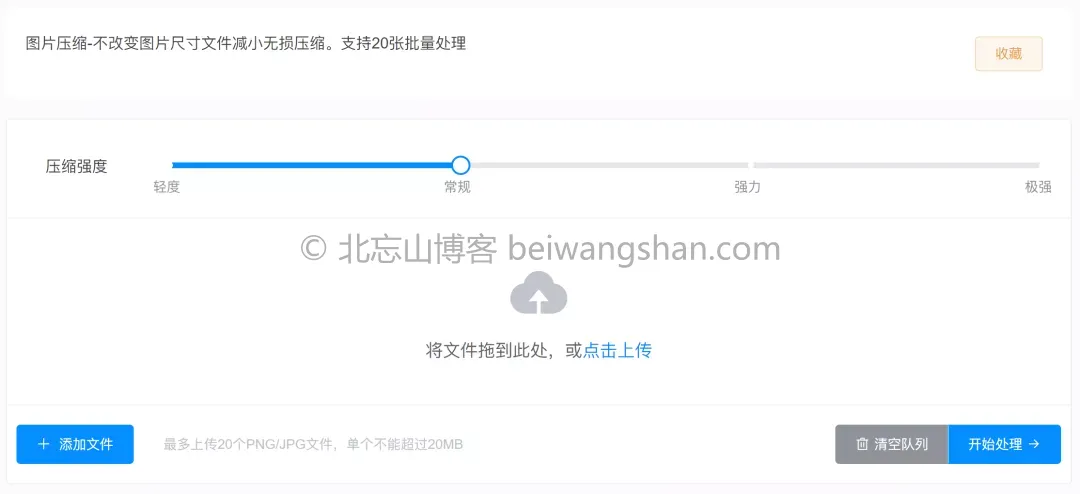 图片压缩-不改变图片尺寸文件减小无损压缩。支持20张批量处理
收藏
压缩强度
轻度
常规
强力
极强
© 北忘山博客 beiwangshan.com
将文件拖到此处，或点击上传
添加文件
最多上传20个PNG/JPG文件，单个不能超过20MB
清空队列
开始处理